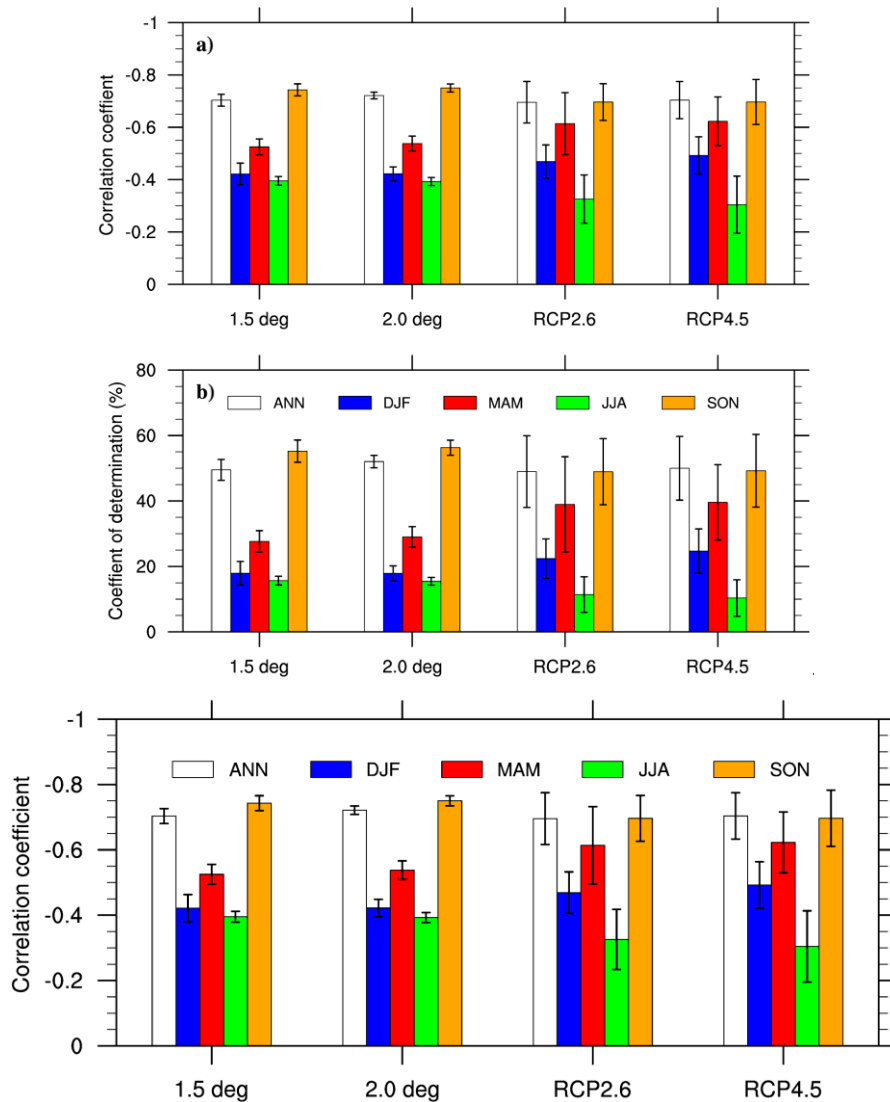 -1
a)
-0.8
-0.6
-0.4
-0.2
0
Correlation coeffient
1.5 deg 2.0 deg RCP2.6 RCP4.5
80
b) ANN DJF MAM JJA SON
60
40
20
0
Coeffient of determination (%)
1.5 deg 2.0 deg RCP2.6 RCP4.5
-1
ANN DJF MAM JJA SON
-0.8
-0.6
-0.4
-0.2
0
Correlation coefficient
1.5 deg 2.0 deg RCP2.6 RCP4.5